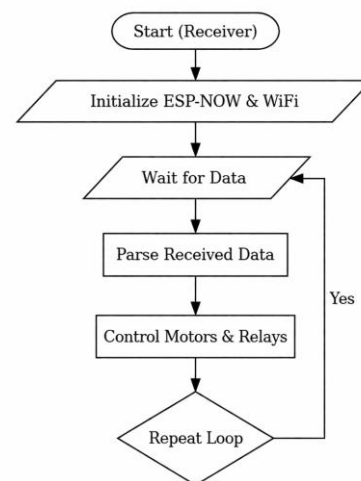 Start (Receiver)
Initialize ESP-NOW & WiFi
Wait for Data
Parse Received Data
Yes
Control Motors & Relays
Repeat Loop